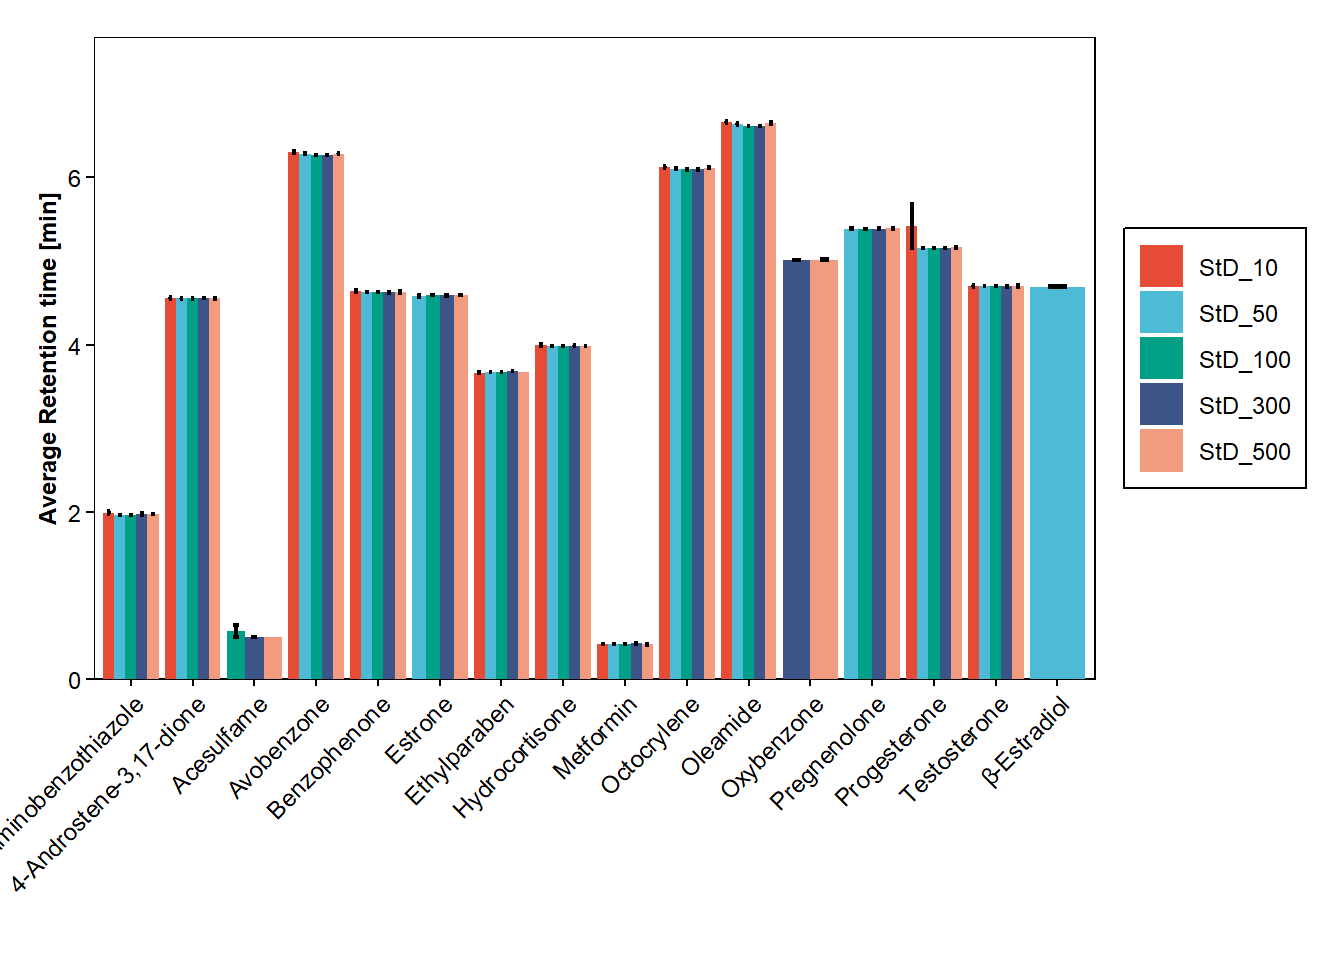 Average Retention time [min]
6
4
2
0
4-Androstene-3,17-dione
Acesulfame
Avobenzone
Benzophenone
Estrone
Ethylparaben
Hydrocortisone
Metformin
Octocrylene
Oleamide
Oxybenzone
Pregnenolone
Progesterone
Testosterone
β-Estradiol
StD_10
StD_50
StD_100
StD_300
StD_500